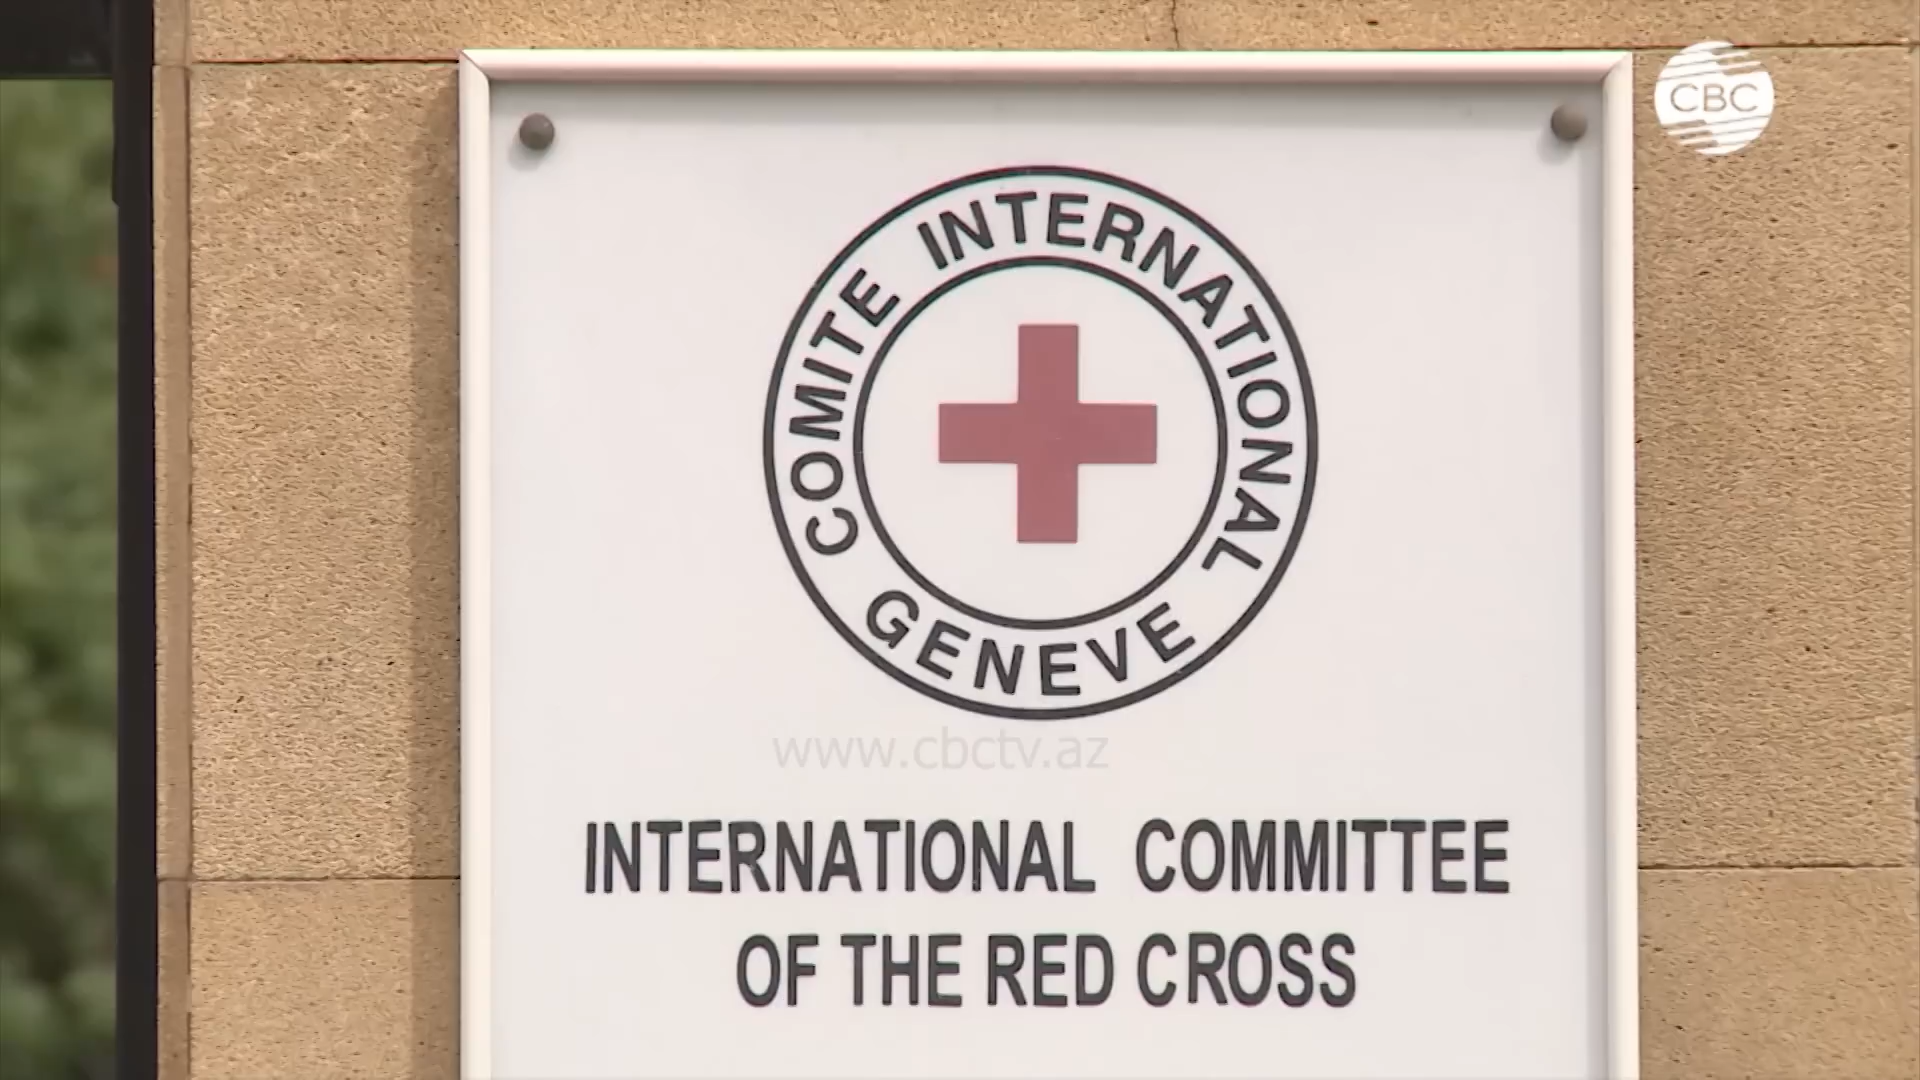 CBC
COMITE INTERNATIONAL
GENEVE
www.cbctv.az
INTERNATIONAL COMMITTEE
OF THE RED CROSS